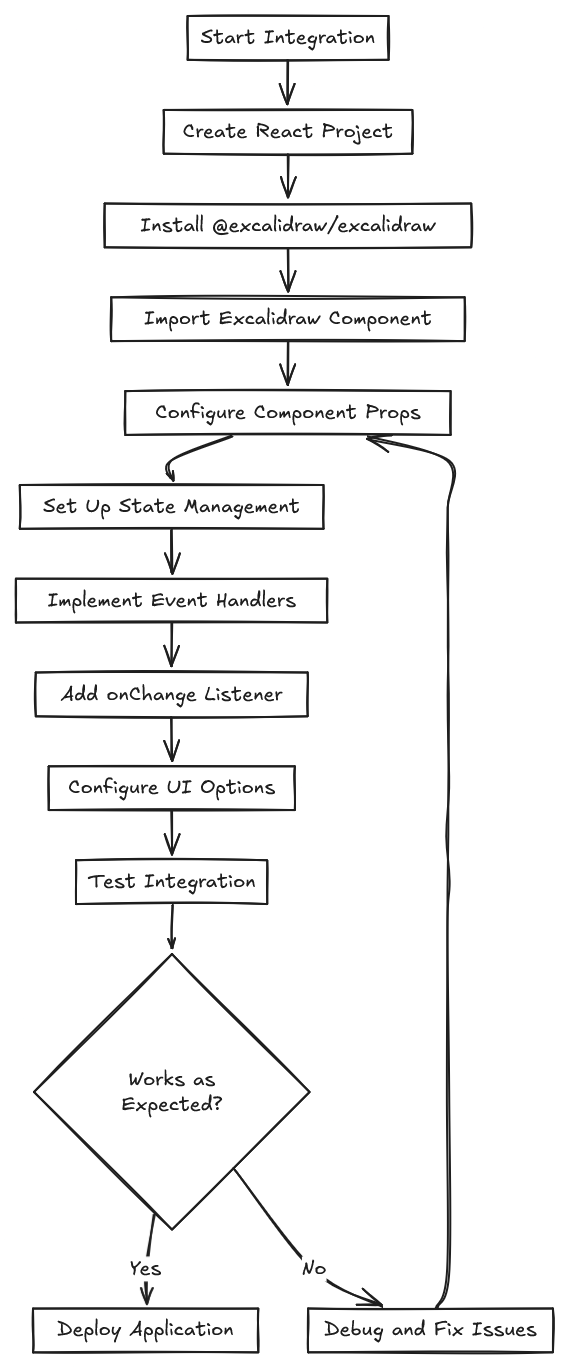 Start Integration
Create React Project
Install @excalidraw/excalidraw
Import Excalidraw Component
Configure Component Props
Set Up State Management
Implement Event Handlers
Add onChange Listener
Configure UI Options
Test Integration
Works as
Expected?
Yes
No
Deploy Application
Debug and Fix Issues